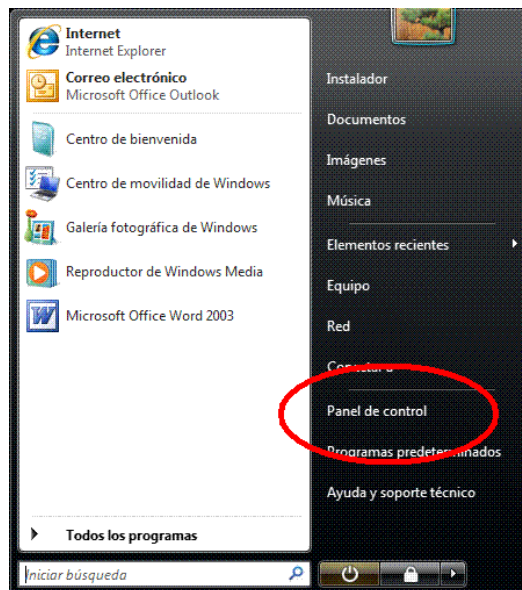 Internet
Internet Explorer
Correo electrónico
Microsoft Office Outlook
Centro de bienvenida
Centro de movilidad de Windows
Galería fotográfica de Windows
Reproductor de Windows Media
Microsoft Office Word 2003
Todos los programas
Iniciar búsqueda
Instalador
Documentos
Imágenes
Música
Elementos recientes
Equipo
Red
Conectar a
Panel de control
Programas predeterminados
Ayuda y soporte técnico